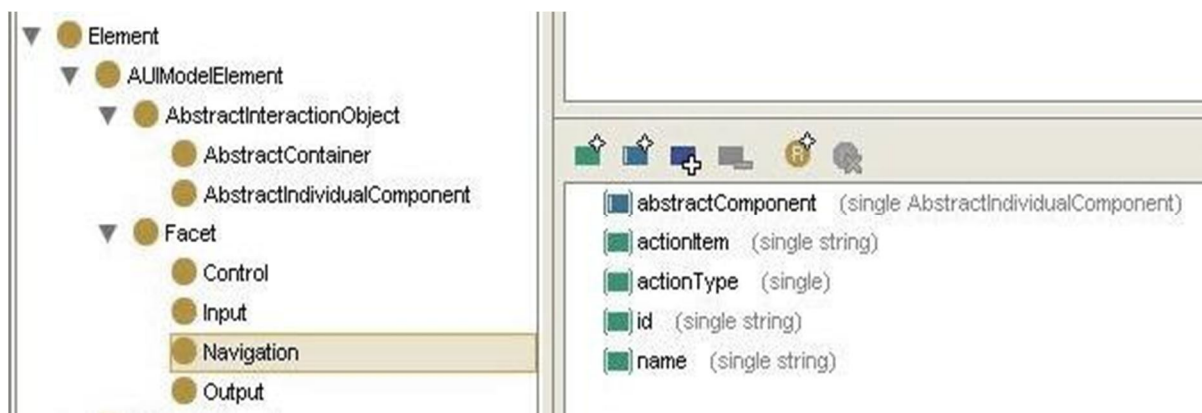 Element
AUIModelElement
AbstractInteractionObject
AbstractContainer
AbstractIndividualComponent
Facet
Control
Input
Navigation
Output
R
abstractComponent (single AbstractIndividualComponent)
actionItem (single string)
actionType (single)
id (single string)
name (single string)